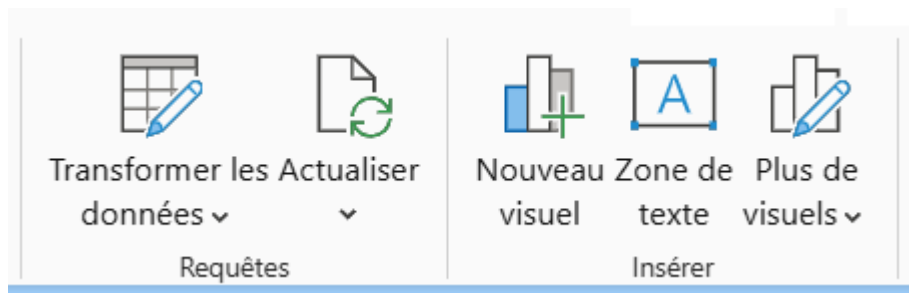 A
Transformer les Actualiser Nouveau Zone de Plus de
données visuel texte visuels
Requêtes Insérer